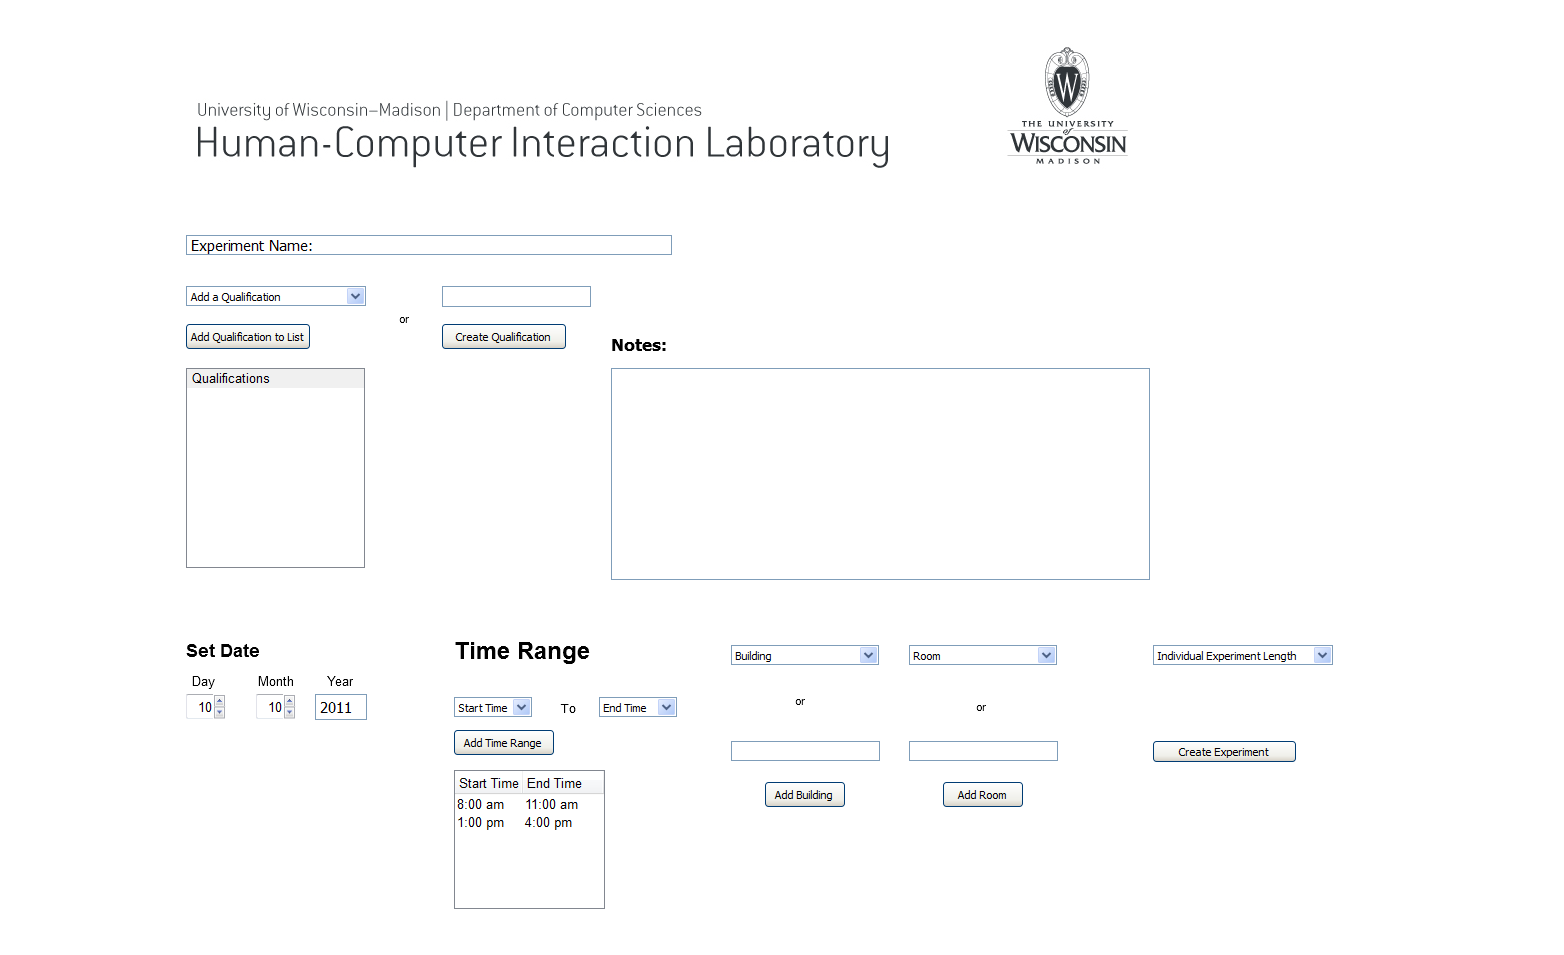 University of Wisconsin–Madison | Department of Computer Sciences
Human-Computer Interaction Laboratory
W
THE UNIVERSITY
of
WISCONSIN
MADISON
Experiment Name:
Add a Qualification
or
Add Qualification to List
Create Qualification
Notes:
Qualifications
Set Date
Day Month Year
10 10 2011
Time Range
Start Time To End Time
Add Time Range
Start Time End Time
8:00 am 11:00 am
1:00 pm 4:00 pm
Building
or
Add Building
Room
or
Add Room
Individual Experiment Length
Create Experiment